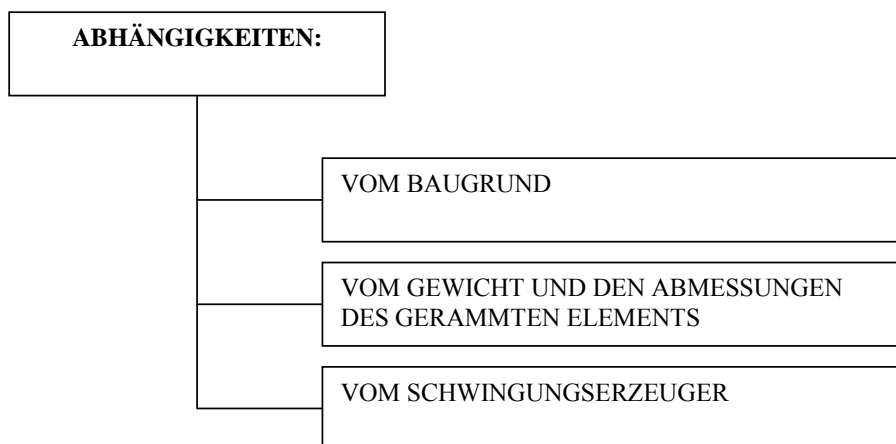 ABHÄNGIGKEITEN:
VOM BAUGRUND
VOM GEWICHT UND DEN ABMESSUNGEN
DES GERAMMTEN ELEMENTS
VOM SCHWINGUNGSERZEUGER